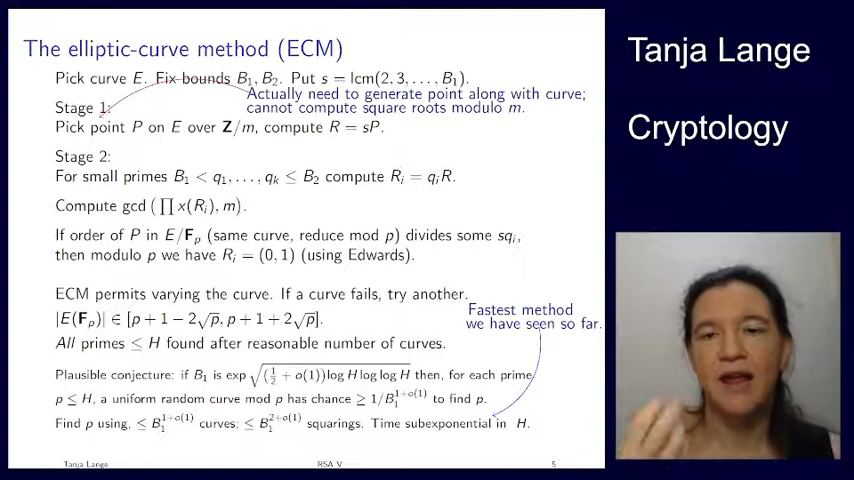 The elliptic-curve method (ECM)
Pick curve E. Fix bounds B₁, B₂. Put s = lcm(2, 3, . . . , B₁).
Actually need to generate point along with curve;
cannot compute square roots modulo m.
Stage 1:
Pick point P on E over Z/m, compute R = sP.
Stage 2:
For small primes B₁ < q₁, . . . , qₖ ≤ B₂ compute Rᵢ = qᵢR.
Compute gcd (∏ x(Rᵢ), m).
If order of P in E/Fₚ (same curve, reduce mod p) divides some sqᵢ,
then modulo p we have Rᵢ = (0, 1) (using Edwards).
ECM permits varying the curve. If a curve fails, try another.
|E(Fₚ)| ∈ [p + 1 − 2√p, p + 1 + 2√p].
All primes ≤ H found after reasonable number of curves.
Fastest method
we have seen so far.
Plausible conjecture: if B₁ is exp √((1/2 + o(1)) log H log log H) then, for each prime
p ≤ H, a uniform random curve mod p has chance ≥ 1/B₁^(1+o(1)) to find p.
Find p using, ≤ B₁^(1+o(1)) curves; ≤ B₁^(2+o(1)) squarings. Time subexponential in H.
Tanja Lange
RSA V
5
Tanja Lange
Cryptology